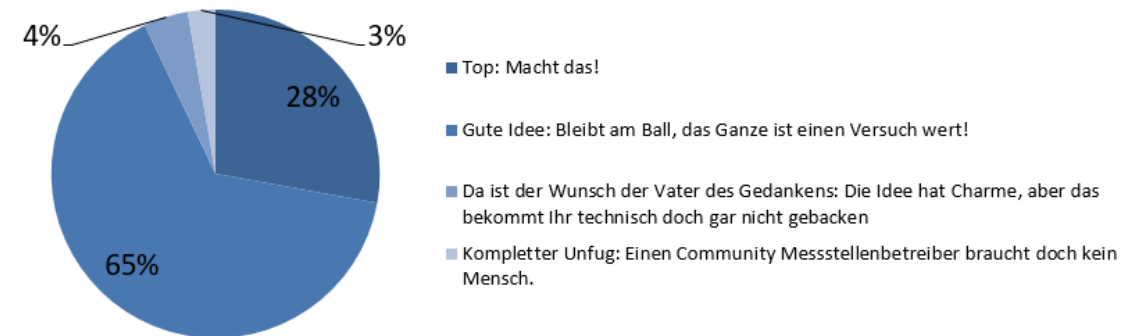 4%
3%
28%
65%
Top: Macht das!
Gute Idee: Bleibt am Ball, das Ganze ist einen Versuch wert!
Da ist der Wunsch der Vater des Gedankens: Die Idee hat Charme, aber das
bekommt Ihr technisch doch gar nicht gebacken
Kompletter Unfug: Einen Community Messstellenbetreiber braucht doch kein
Mensch.